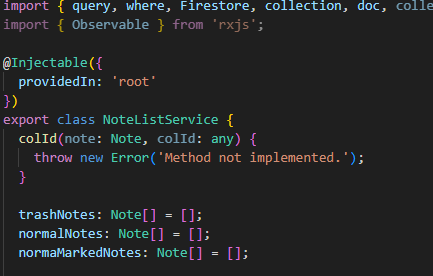 import { query, where, Firestore, collection, doc,
import { Observable } from 'rxjs';
@Injectable({
providedIn: 'root'
})
export class NoteListService {
colId(note: Note, colId: any) {
throw new Error('Method not implemented.');
}
trashNotes: Note[] = [];
normalNotes: Note[] = [];
normaMarkedNotes: Note[] = [];